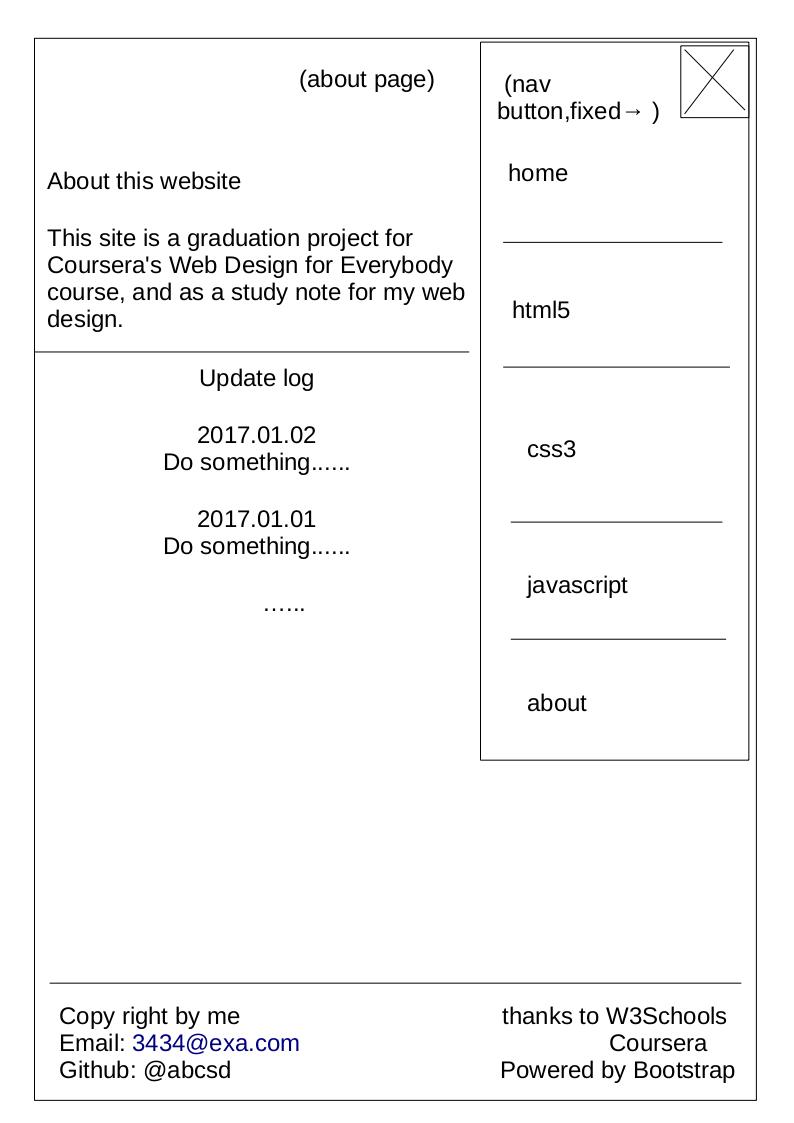 (about page)
(nav
button,fixed→ )
home
html5
css3
javascript
about
About this website
This site is a graduation project for
Coursera's Web Design for Everybody
course, and as a study note for my web
design.
Update log
2017.01.02
Do something......
2017.01.01
Do something......
…...
Copy right by me
Email: 3434@exa.com
Github: @abcsd
thanks to W3Schools
Coursera
Powered by Bootstrap